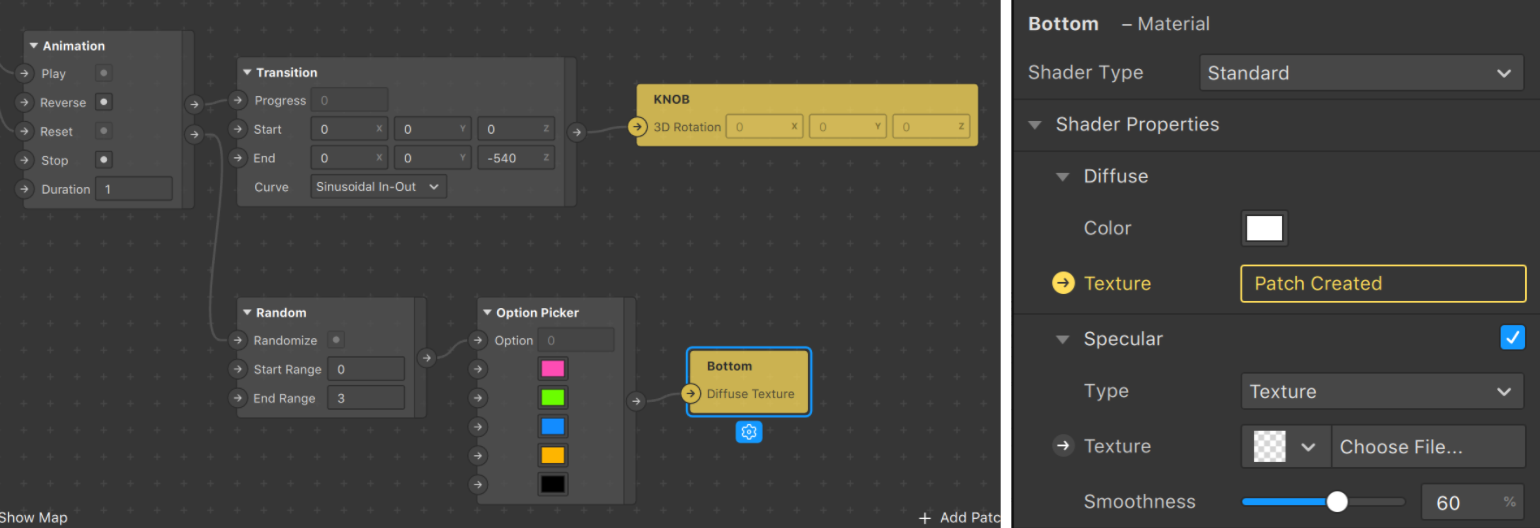 Animation
Play
Reverse
Reset
Stop
Duration 1
Transition
Progress 0
Start 0 X 0 Y 0 Z
End 0 X 0 Y -540 Z
Curve Sinusoidal In-Out
KNOB
3D Rotation 0 X 0 Y 0 Z
Random
Randomize
Start Range 0
End Range 3
Option Picker
Option 0
Bottom
Diffuse Texture
Show Map
+ Add Patc
Bottom – Material
Shader Type Standard
Shader Properties
Diffuse
Color
Texture Patch Created
Specular
Type Texture
Texture Choose File...
Smoothness 60 %